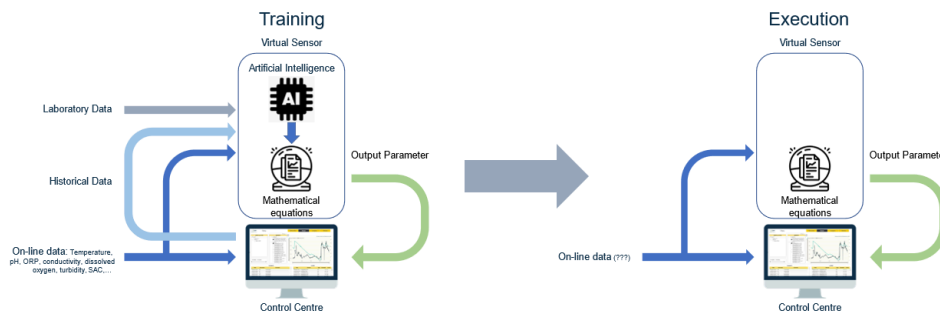 Training
Virtual Sensor
Artificial Intelligence
AI
Laboratory Data
Historical Data
Mathematical
equations
Output Parameter
On-line data: Temperature,
pH, ORP, conductivity, dissolved
oxygen, turbidity, SAC,...
Control Centre
Execution
Virtual Sensor
Mathematical
equations
Output Parameter
On-line data (???)
Control Centre